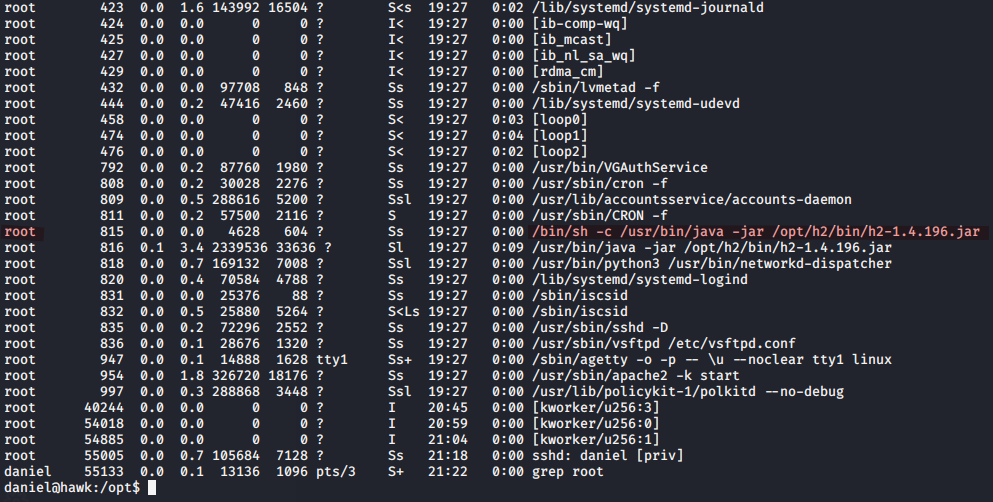 root 423 0.0 1.6 143992 16504 ? S<s 19:27 0:02 /lib/systemd/systemd-journald
root 424 0.0 0.0 0 0 ? I< 19:27 0:00 [ib-comp-wq]
root 425 0.0 0.0 0 0 ? I< 19:27 0:00 [ib_mcast]
root 427 0.0 0.0 0 0 ? I< 19:27 0:00 [ib_nl_sa_wq]
root 429 0.0 0.0 0 0 ? I< 19:27 0:00 [rdma_cm]
root 432 0.0 0.0 97708 848 ? Ss 19:27 0:00 /sbin/lvmetad -f
root 444 0.0 0.2 47416 2460 ? Ss 19:27 0:00 /lib/systemd/systemd-udevd
root 458 0.0 0.0 0 0 ? S< 19:27 0:03 [loop0]
root 474 0.0 0.0 0 0 ? S< 19:27 0:04 [loop1]
root 476 0.0 0.0 0 0 ? S< 19:27 0:02 [loop2]
root 792 0.0 0.2 87760 1980 ? Ss 19:27 0:00 /usr/bin/VGAuthService
root 808 0.0 0.2 30028 2276 ? Ss 19:27 0:00 /usr/sbin/cron -f
root 809 0.0 0.5 288616 5200 ? Ssl 19:27 0:00 /usr/lib/accountsservice/accounts-daemon
root 811 0.0 0.2 57500 2116 ? S 19:27 0:00 /usr/sbin/CRON -f
root 815 0.0 0.0 4628 604 ? Ss 19:27 0:00 /bin/sh -c /usr/bin/java -jar /opt/h2/bin/h2-1.4.196.jar
root 816 0.1 3.4 2339536 33636 ? Sl 19:27 0:09 /usr/bin/java -jar /opt/h2/bin/h2-1.4.196.jar
root 818 0.0 0.7 169132 7008 ? Ssl 19:27 0:00 /usr/bin/python3 /usr/bin/networkd-dispatcher
root 820 0.0 0.4 70584 4788 ? Ss 19:27 0:00 /lib/systemd/systemd-logind
root 831 0.0 0.0 25376 88 ? Ss 19:27 0:00 /sbin/iscsid
root 832 0.0 0.5 25880 5264 ? S<Ls 19:27 0:00 /sbin/iscsid
root 835 0.0 0.2 72296 2552 ? Ss 19:27 0:00 /usr/sbin/sshd -D
root 836 0.0 0.1 28676 1320 ? Ss 19:27 0:00 /usr/sbin/vsftpd /etc/vsftpd.conf
root 947 0.0 0.1 14888 1628 tty1 Ss+ 19:27 0:00 /sbin/agetty -o -p -- \u --noclear tty1 linux
root 954 0.0 1.8 326720 18176 ? Ss 19:27 0:00 /usr/sbin/apache2 -k start
root 997 0.0 0.3 288868 3448 ? Ssl 19:27 0:00 /usr/lib/policykit-1/polkitd --no-debug
root 40244 0.0 0.0 0 0 ? I 20:45 0:00 [kworker/u256:3]
root 54018 0.0 0.0 0 0 ? I 20:59 0:00 [kworker/u256:0]
root 54885 0.0 0.0 0 0 ? I 21:04 0:00 [kworker/u256:1]
root 55005 0.0 0.7 105684 7128 ? Ss 21:18 0:00 sshd: daniel [priv]
daniel 55133 0.0 0.1 13136 1096 pts/3 S+ 21:22 0:00 grep root
daniel@hawk:/opt$